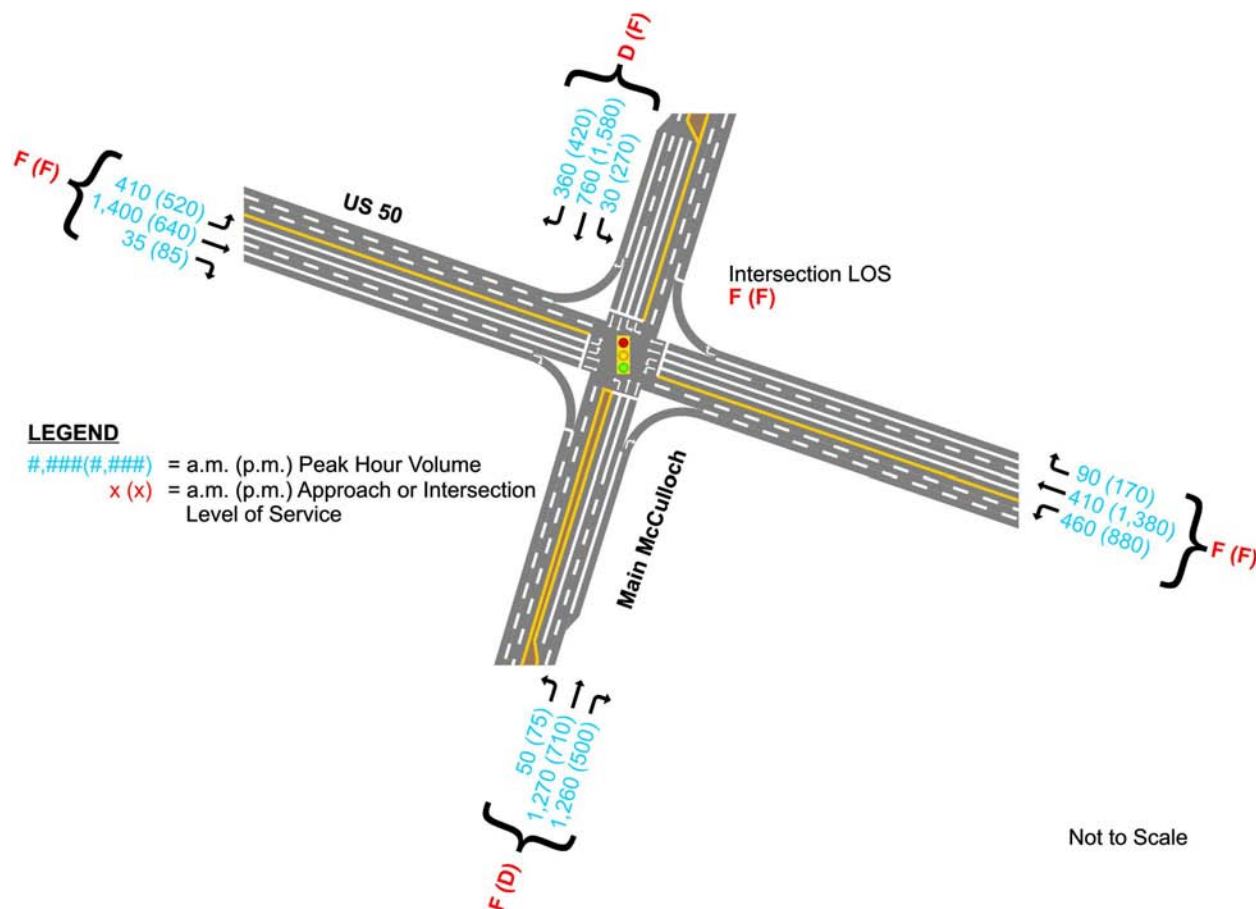 D (F)
360 (420)
760 (1,580)
30 (270)
F (F)
410 (520)
1,400 (640)
35 (85)
US 50
Intersection LOS
F (F)
LEGEND
#,###(#,###) = a.m. (p.m.) Peak Hour Volume
x (x) = a.m. (p.m.) Approach or Intersection
Level of Service
Main McCulloch
90 (170)
410 (1,380)
460 (880)
F (F)
50 (75)
1,270 (710)
1,260 (500)
F (D)
Not to Scale